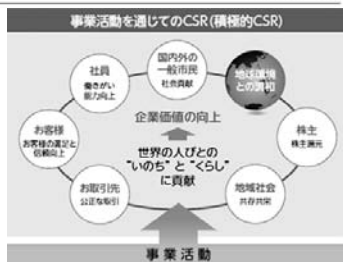 事業活動を通じてのCSR(積極的CSR)
国内外の
一般市民
社会貢献
社員
働きがい
能力向上
地球環境
との調和
お客様
お客様の満足と
信頼向上
企業価値の向上
株主
株主還元
世界の人びとの
"いのち"と"くらし"
に貢献
お取引先
公正な取引
地域社会
共存共栄
事業活動